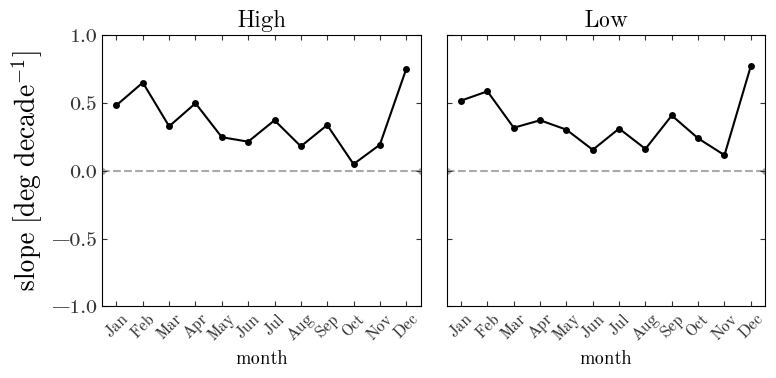 High
Low
slope [deg decade⁻¹]
1.0
0.5
0.0
−0.5
−1.0
Jan Feb Mar Apr May Jun Jul Aug Sep Oct Nov Dec
Jan Feb Mar Apr May Jun Jul Aug Sep Oct Nov Dec
month
month